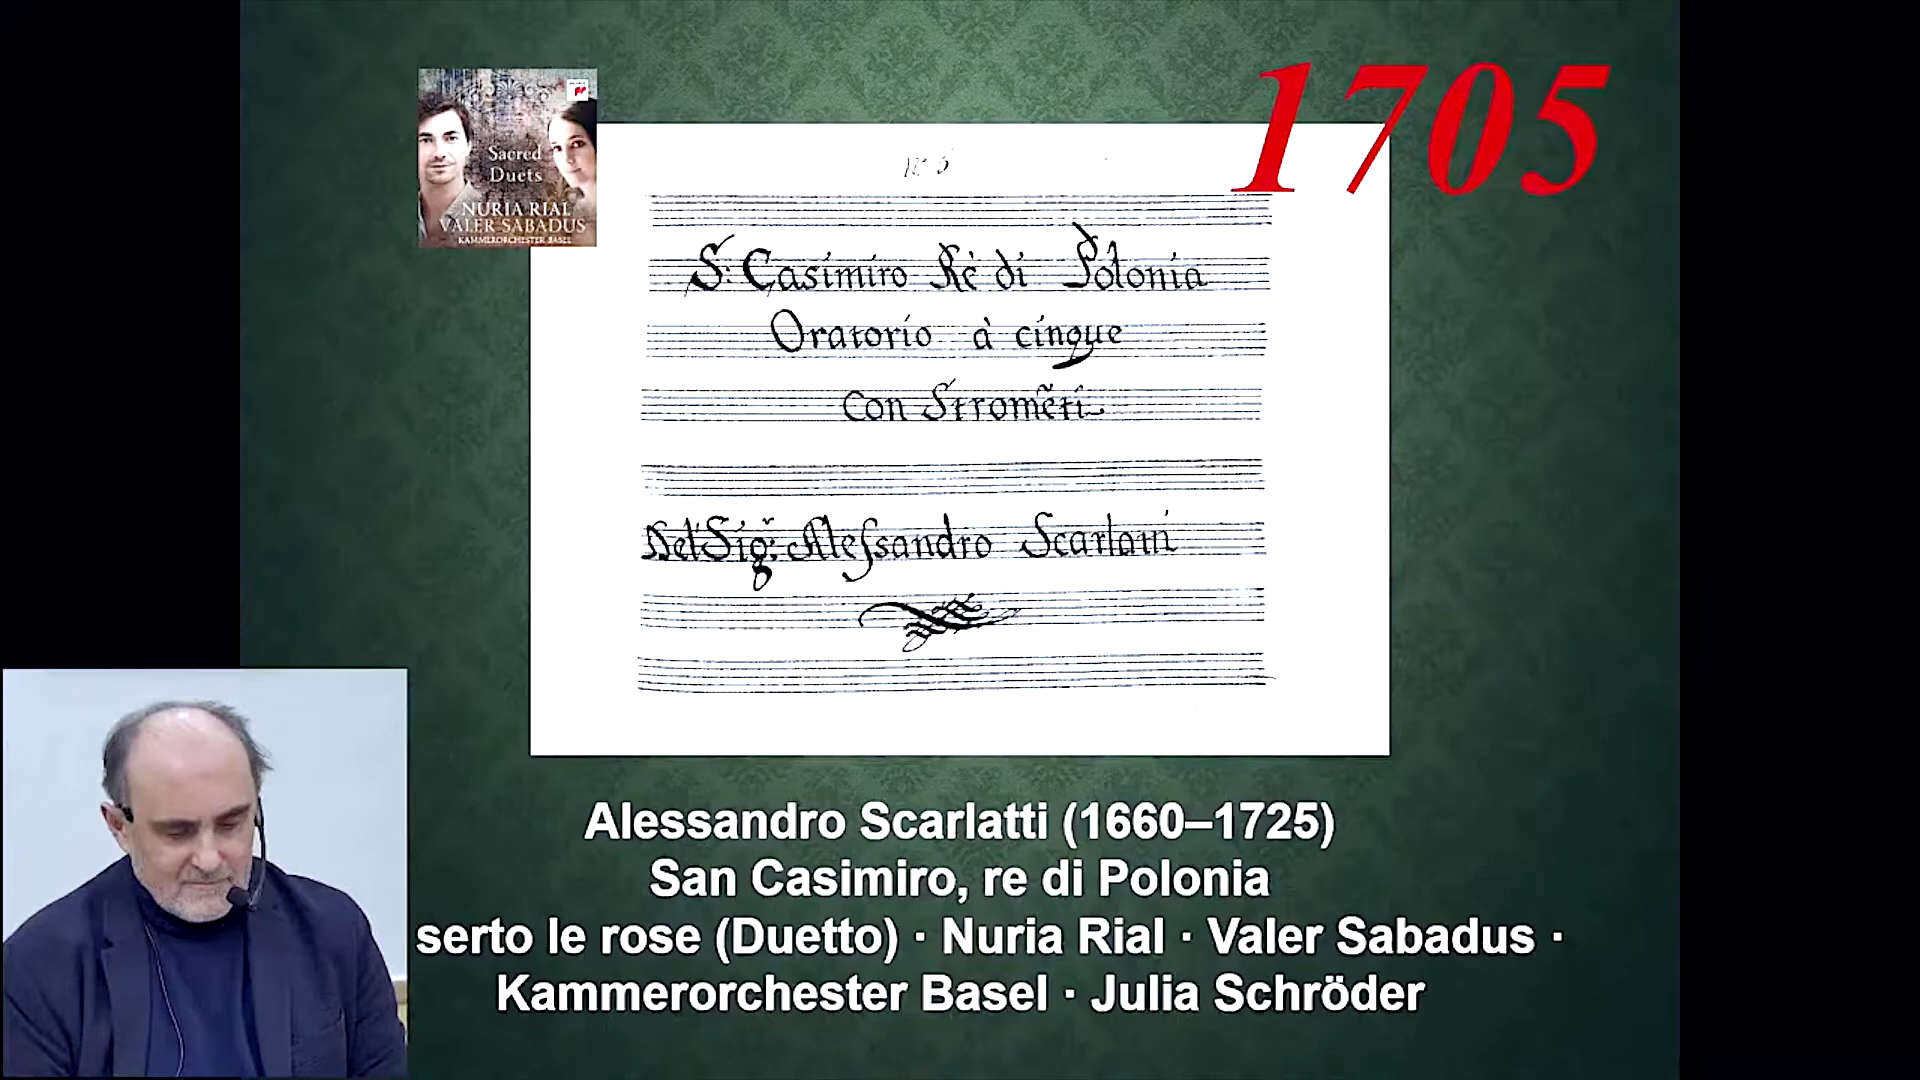 1705
Sacred
Duets
NURIA RIAL
VALER SABADUS
KAMMERORCHESTER BASEL
S. Casimiro Rè di Polonia
Oratorio à cinque
Con Strom̃eti
Del Sig.r Alessandro Scarlatti
Alessandro Scarlatti (1660–1725)
San Casimiro, re di Polonia
serto le rose (Duetto) · Nuria Rial · Valer Sabadus ·
Kammerorchester Basel · Julia Schröder